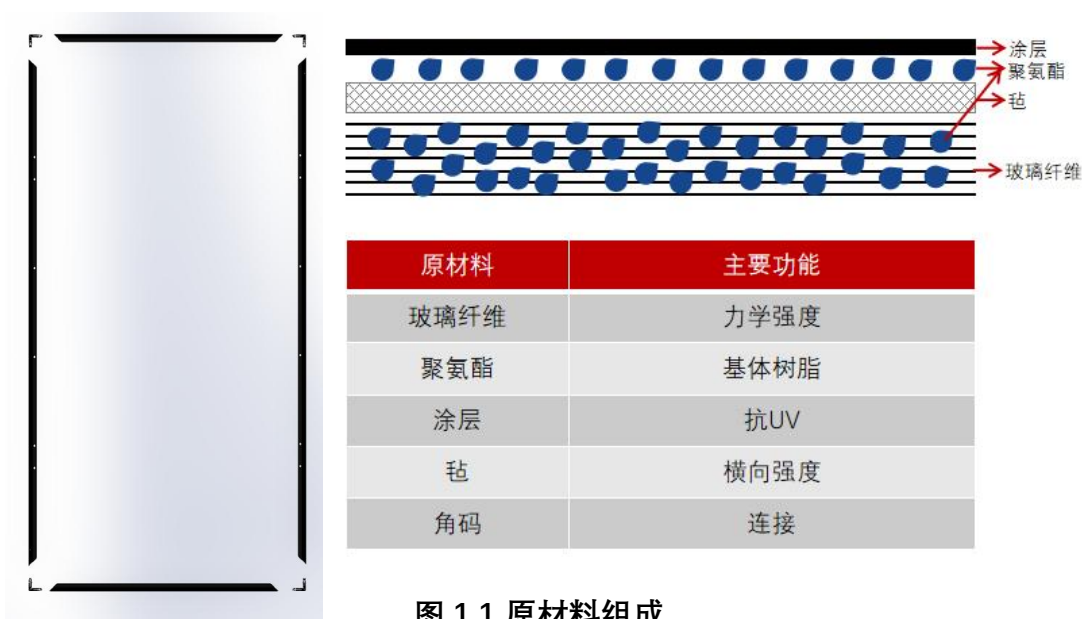 涂层
聚氨酯
毡
玻璃纤维
原材料 主要功能
玻璃纤维 力学强度
聚氨酯 基体树脂
涂层 抗UV
毡 横向强度
角码 连接
图 1.1 原材料组成